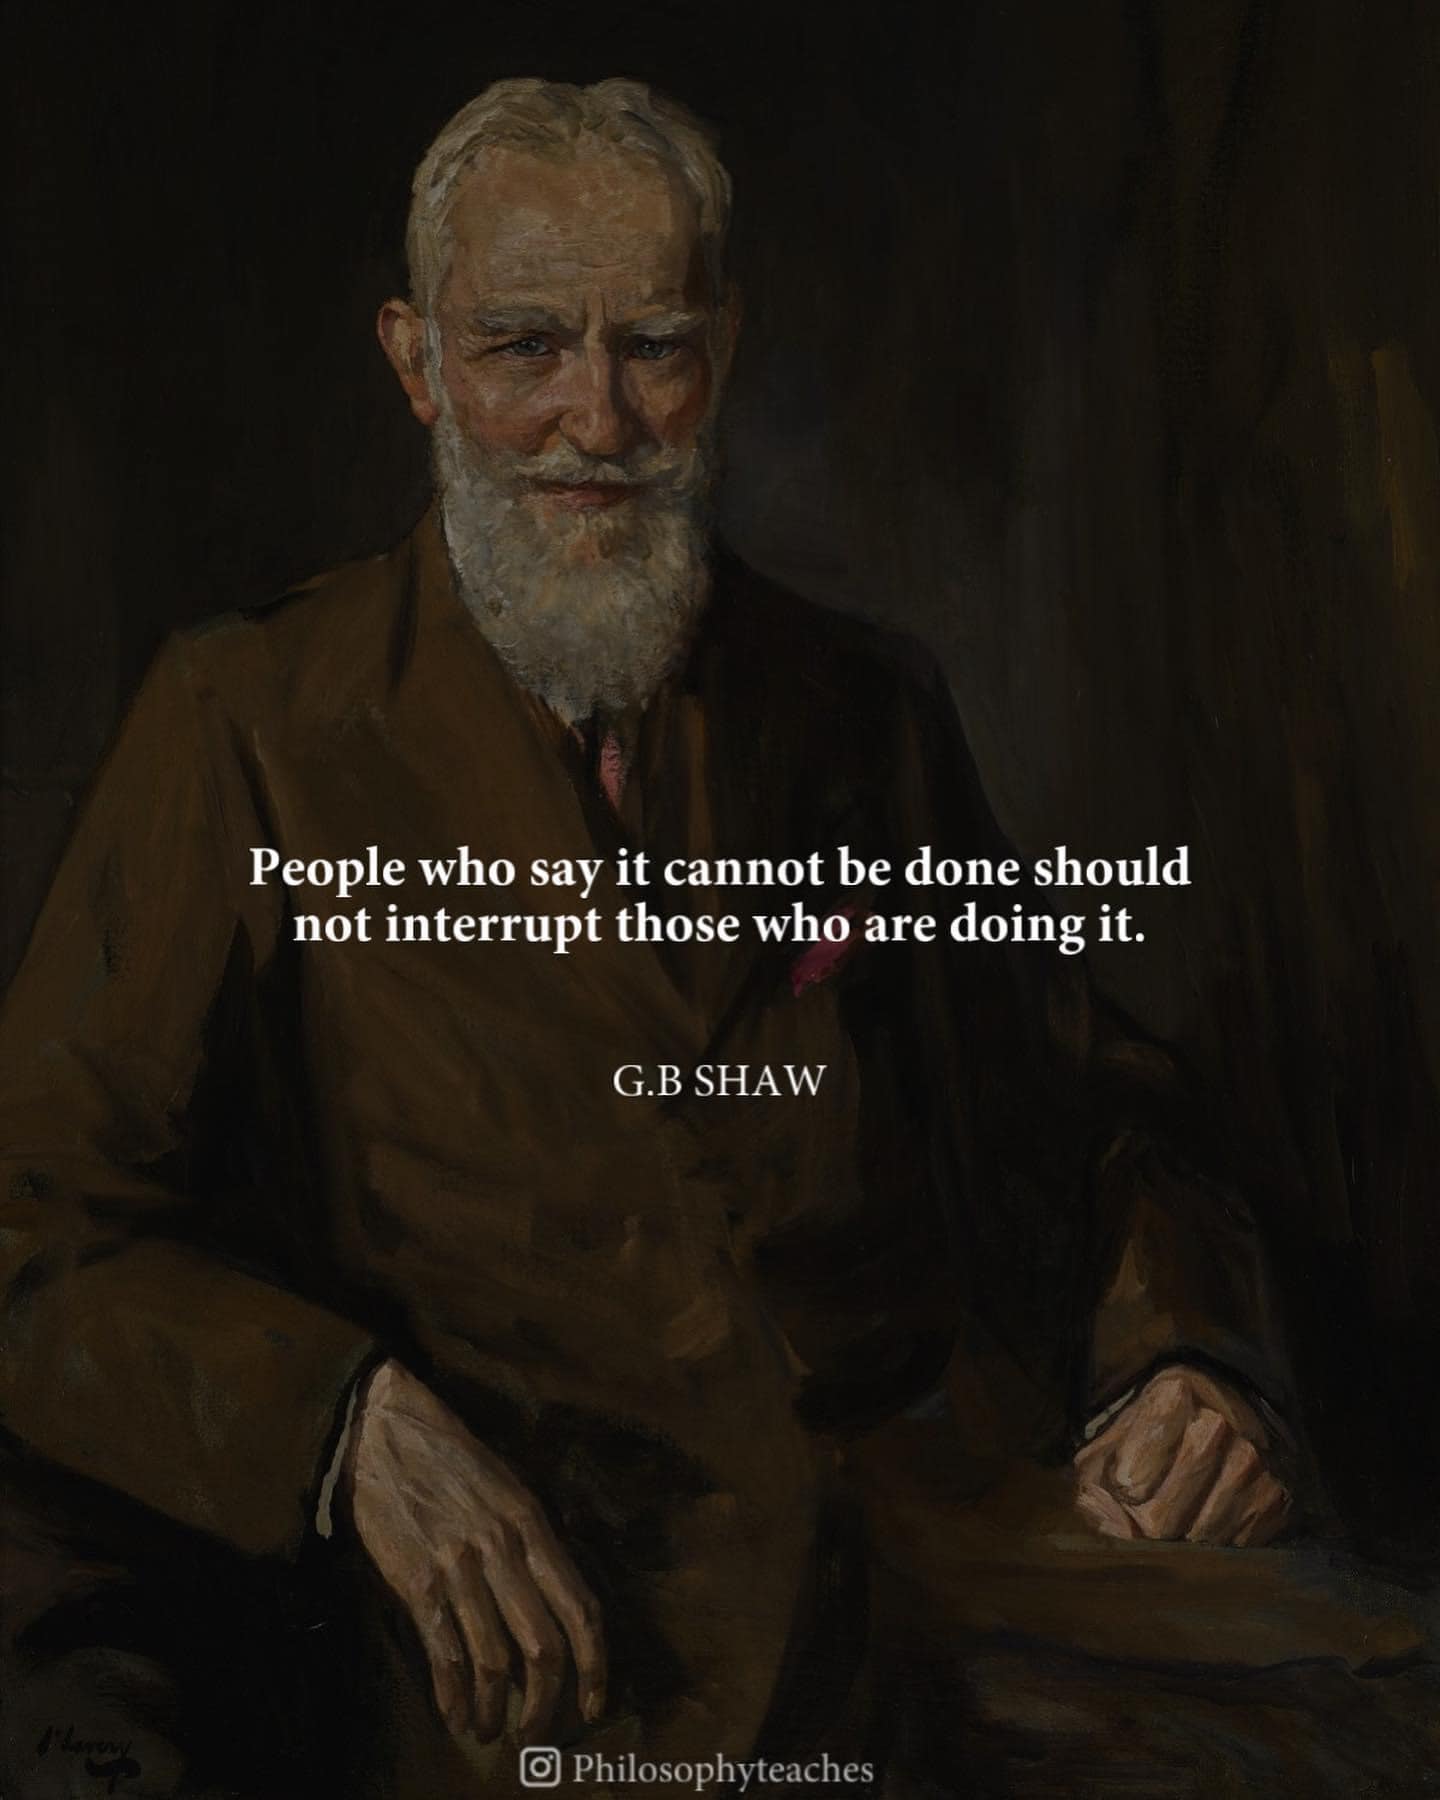 People who say it cannot be done should
not interrupt those who are doing it.
G.B SHAW
Philosophyteaches